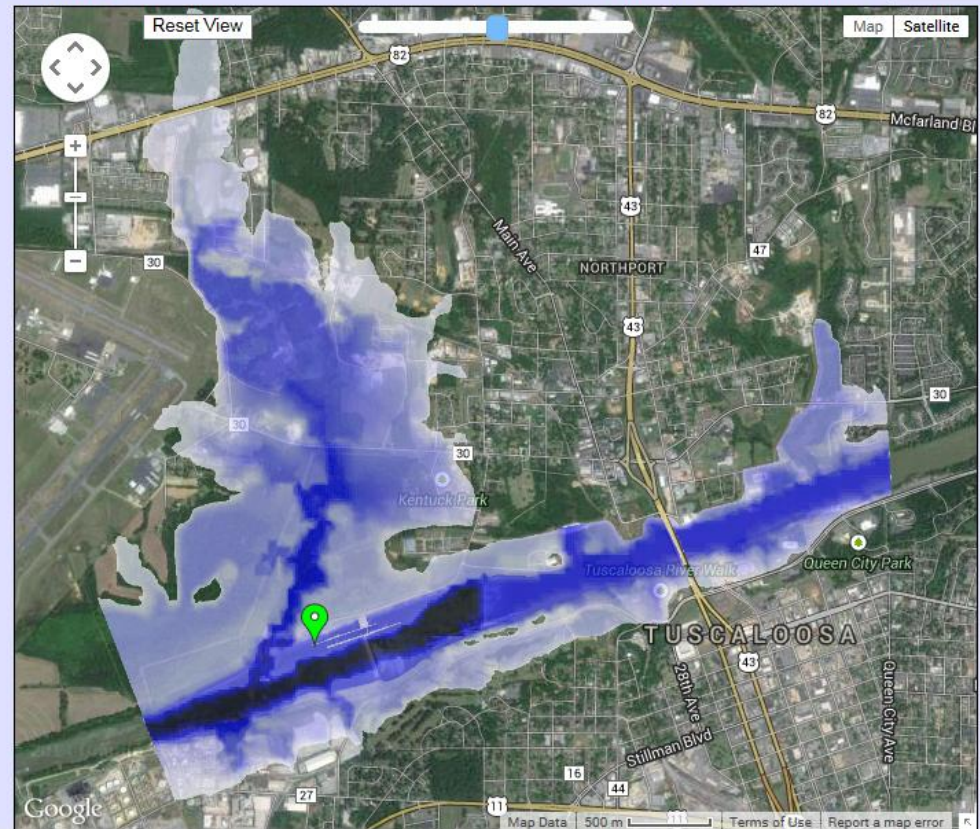 Reset View
Map
Satellite
82
82
Mcfarland Bl
43
Main Ave
47
30
NORTHPORT
43
30
30
30
Kentuck Park
Tuscaloosa River Walk
Queen City Park
TUSCALOOSA
43
28th Ave
Queen City Ave
Stillman Blvd
16
44
27
11
11
Google
Map Data
500 m
Terms of Use
Report a map error